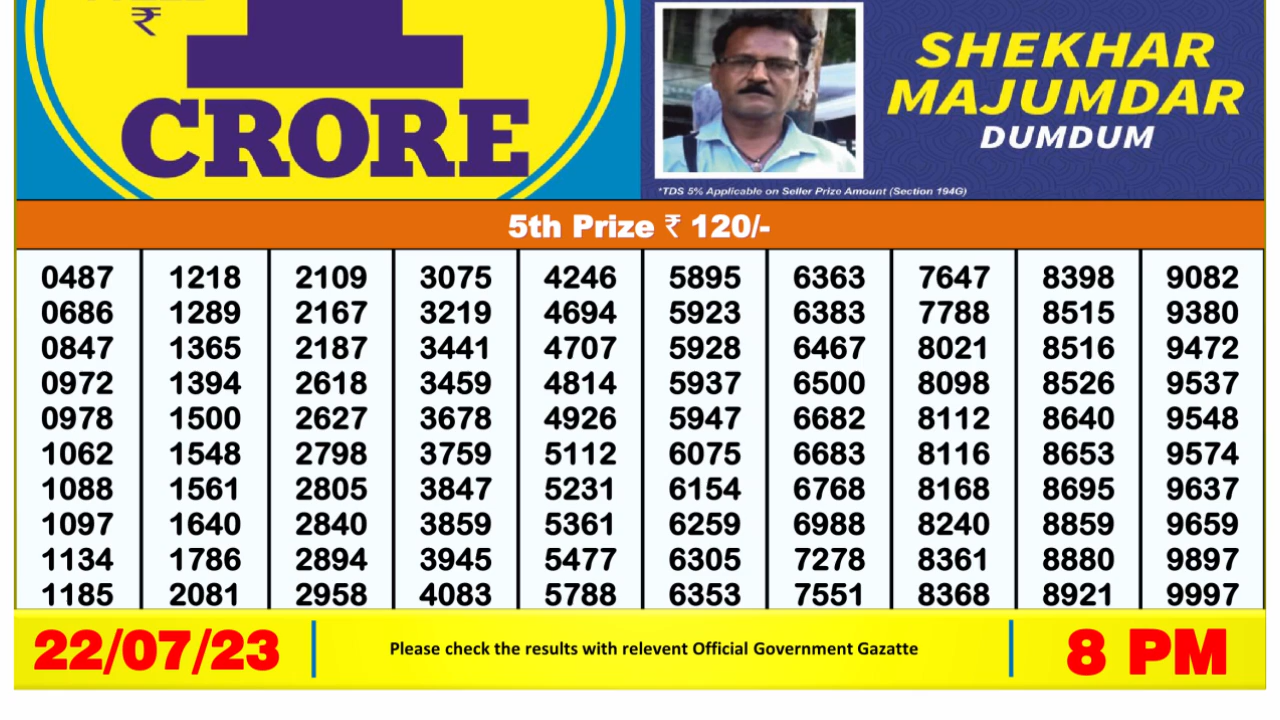 ₹
1
CRORE
SHEKHAR
MAJUMDAR
DUMDUM
*TDS 5% Applicable on Seller Prize Amount (Section 194G)
5th Prize ₹ 120/-
0487 1218 2109 3075 4246 5895 6363 7647 8398 9082
0686 1289 2167 3219 4694 5923 6383 7788 8515 9380
0847 1365 2187 3441 4707 5928 6467 8021 8516 9472
0972 1394 2618 3459 4814 5937 6500 8098 8526 9537
0978 1500 2627 3678 4926 5947 6682 8112 8640 9548
1062 1548 2798 3759 5112 6075 6683 8116 8653 9574
1088 1561 2805 3847 5231 6154 6768 8168 8695 9637
1097 1640 2840 3859 5361 6259 6988 8240 8859 9659
1134 1786 2894 3945 5477 6305 7278 8361 8880 9897
1185 2081 2958 4083 5788 6353 7551 8368 8921 9997
22/07/23
Please check the results with relevent Official Government Gazatte
8 PM